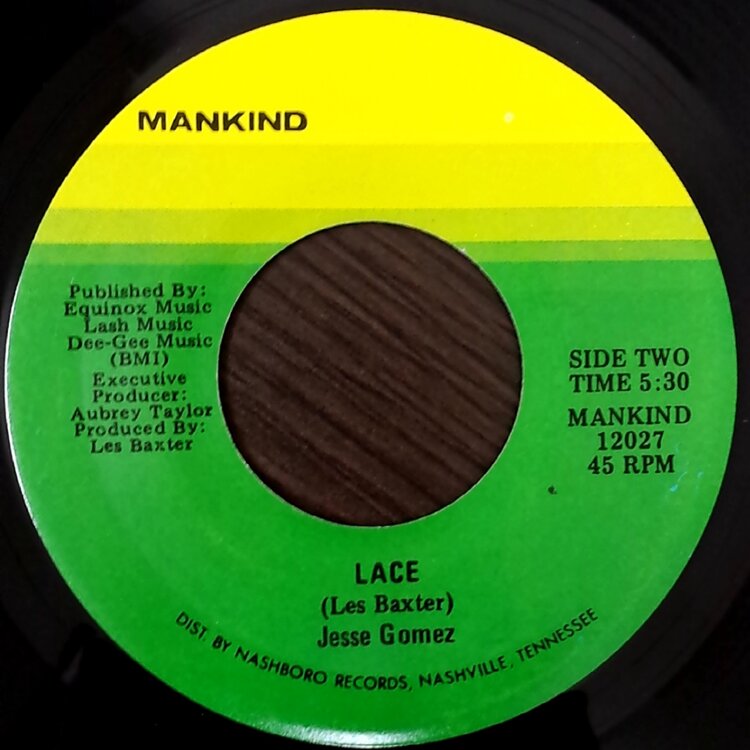 MANKIND
Published By:
Equinox Music
Lash Music
Dee-Gee Music
(BMI)
Executive
Producer:
Aubrey Taylor
Produced By:
Les Baxter
SIDE TWO
TIME 5:30
MANKIND
12027
45 RPM
LACE
(Les Baxter)
Jesse Gomez
DIST. BY NASHBORO RECORDS, NASHVILLE, TENNESSEE